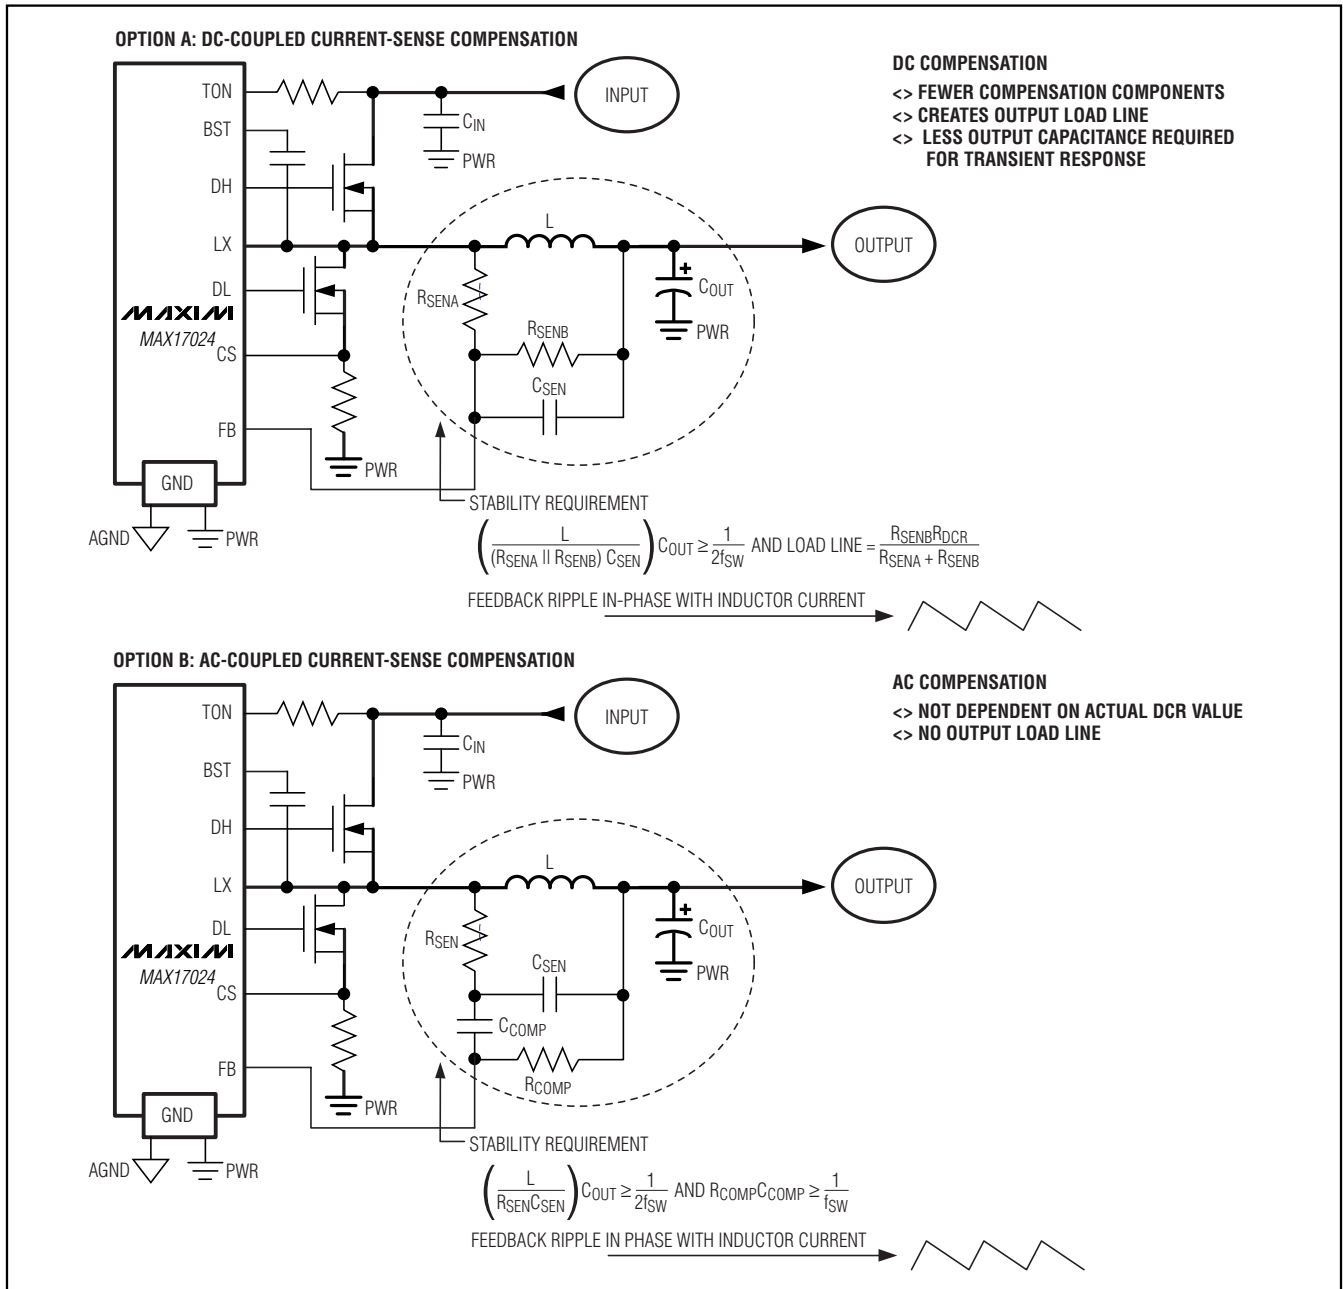 OPTION A: DC-COUPLED CURRENT-SENSE COMPENSATION
DC COMPENSATION
<> FEWER COMPENSATION COMPONENTS
<> CREATES OUTPUT LOAD LINE
<> LESS OUTPUT CAPACITANCE REQUIRED
FOR TRANSIENT RESPONSE
TON
INPUT
BST
CIN
PWR
DH
L
LX
OUTPUT
DL
RSENA
COUT
MAXIM
MAX17024
RSENB
PWR
CS
CSEN
FB
PWR
GND
AGND
PWR
STABILITY REQUIREMENT
(L / ((RSENA || RSENB) CSEN)) COUT ≥ 1 / 2fSW AND LOAD LINE = RSENBRDCR / (RSENA + RSENB)
FEEDBACK RIPPLE IN-PHASE WITH INDUCTOR CURRENT
OPTION B: AC-COUPLED CURRENT-SENSE COMPENSATION
AC COMPENSATION
<> NOT DEPENDENT ON ACTUAL DCR VALUE
<> NO OUTPUT LOAD LINE
TON
INPUT
CIN
BST
PWR
DH
L
LX
OUTPUT
DL
RSEN
COUT
MAXIM
MAX17024
CSEN
PWR
CS
CCOMP
FB
RCOMP
PWR
GND
AGND
PWR
STABILITY REQUIREMENT
(L / RSENCSEN) COUT ≥ 1 / 2fSW AND RCOMPCCOMP ≥ 1 / fSW
FEEDBACK RIPPLE IN PHASE WITH INDUCTOR CURRENT